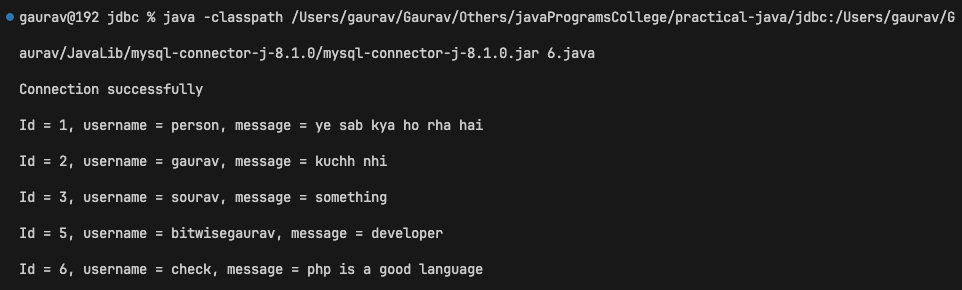 gaurav@192 jdbc % java -classpath /Users/gaurav/Gaurav/Others/javaProgramsCollege/practical-java/jdbc:/Users/gaurav/G
aurav/JavaLib/mysql-connector-j-8.1.0/mysql-connector-j-8.1.0.jar 6.java
Connection successfully
Id = 1, username = person, message = ye sab kya ho rha hai
Id = 2, username = gaurav, message = kuchh nhi
Id = 3, username = sourav, message = something
Id = 5, username = bitwisegaurav, message = developer
Id = 6, username = check, message = php is a good language